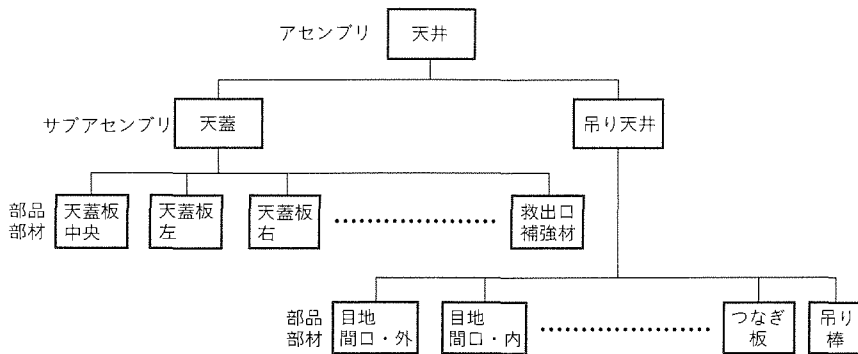 アセンブリ
天井
サブアセンブリ
天蓋
吊り天井
部品
部材
天蓋板
中央
天蓋板
左
天蓋板
右
救出口
補強材
部品
部材
目地
間口・外
目地
間口・内
つなぎ
板
吊り
棒